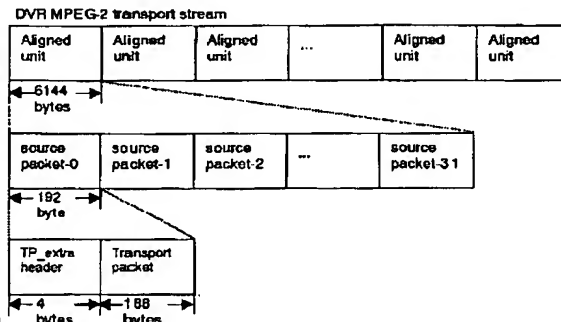 DVR MPEG-2 transport stream
Aligned unit Aligned unit Aligned unit ... Aligned unit Aligned unit
6144 bytes
source packet-0 source packet-1 source packet-2 ... source packet-31
192 byte
TP_extra header Transport packet
4 bytes 188 bytes